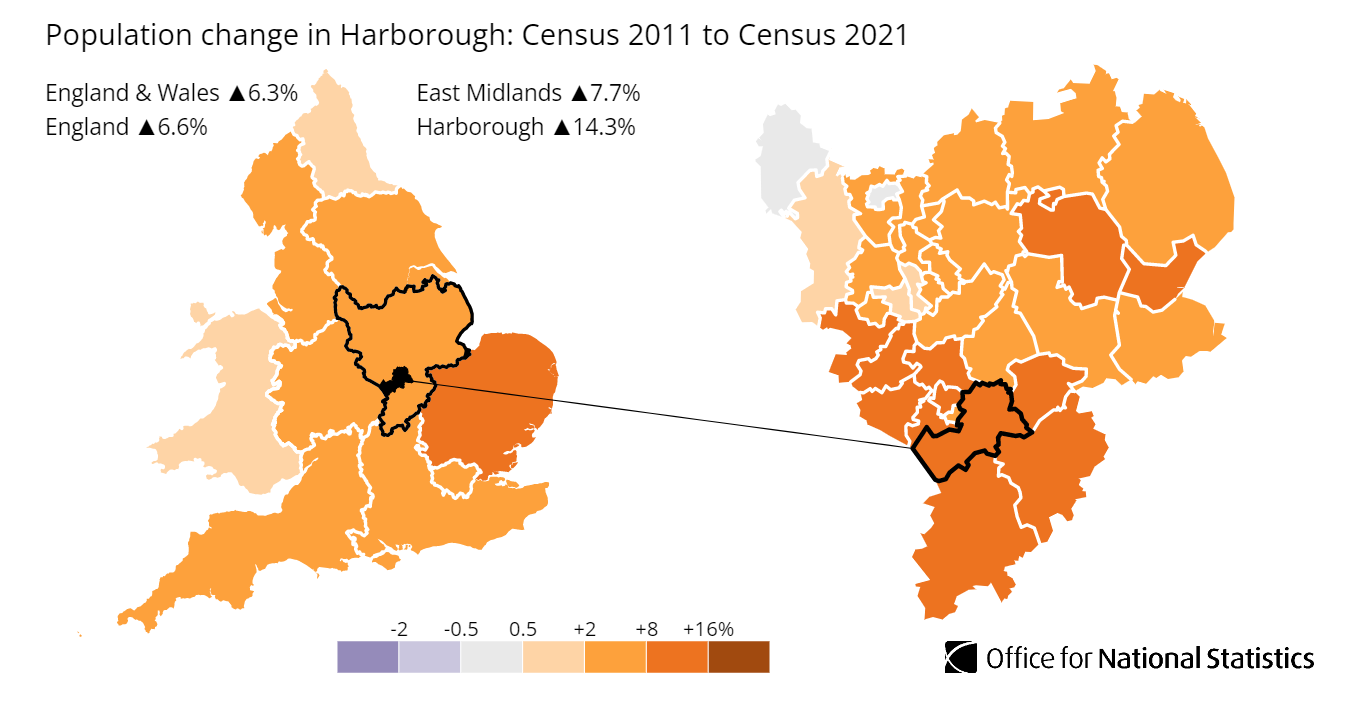 Population change in Harborough: Census 2011 to Census 2021
England & Wales ▲6.3%
East Midlands ▲7.7%
England ▲6.6%
Harborough ▲14.3%
-2 -0.5 0.5 +2 +8 +16%
Office for National Statistics